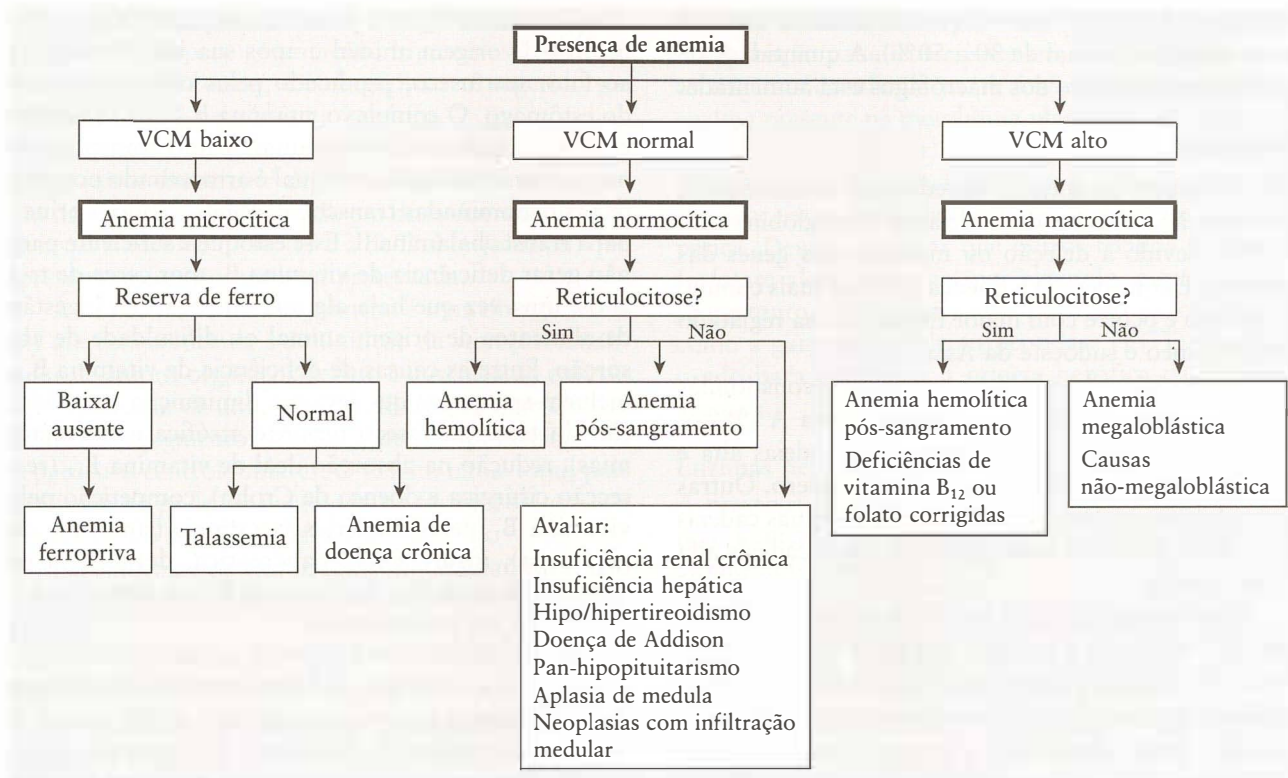 Presença de anemia
VCM baixo
VCM normal
VCM alto
Anemia microcítica
Anemia normocítica
Anemia macrocítica
Reserva de ferro
Reticulocitose?
Reticulocitose?
Sim
Não
Sim
Não
Baixa/
ausente
Normal
Anemia
hemolítica
Anemia
pós-sangramento
Anemia hemolítica
pós-sangramento
Deficiências de
vitamina B₁₂ ou
folato corrigidas
Anemia
megaloblástica
Causas
não-megaloblástica
Anemia
ferropriva
Talassemia
Anemia de
doença crônica
Avaliar:
Insuficiência renal crônica
Insuficiência hepática
Hipo/hipertireoidismo
Doença de Addison
Pan-hipopituitarismo
Aplasia de medula
Neoplasias com infiltração
medular